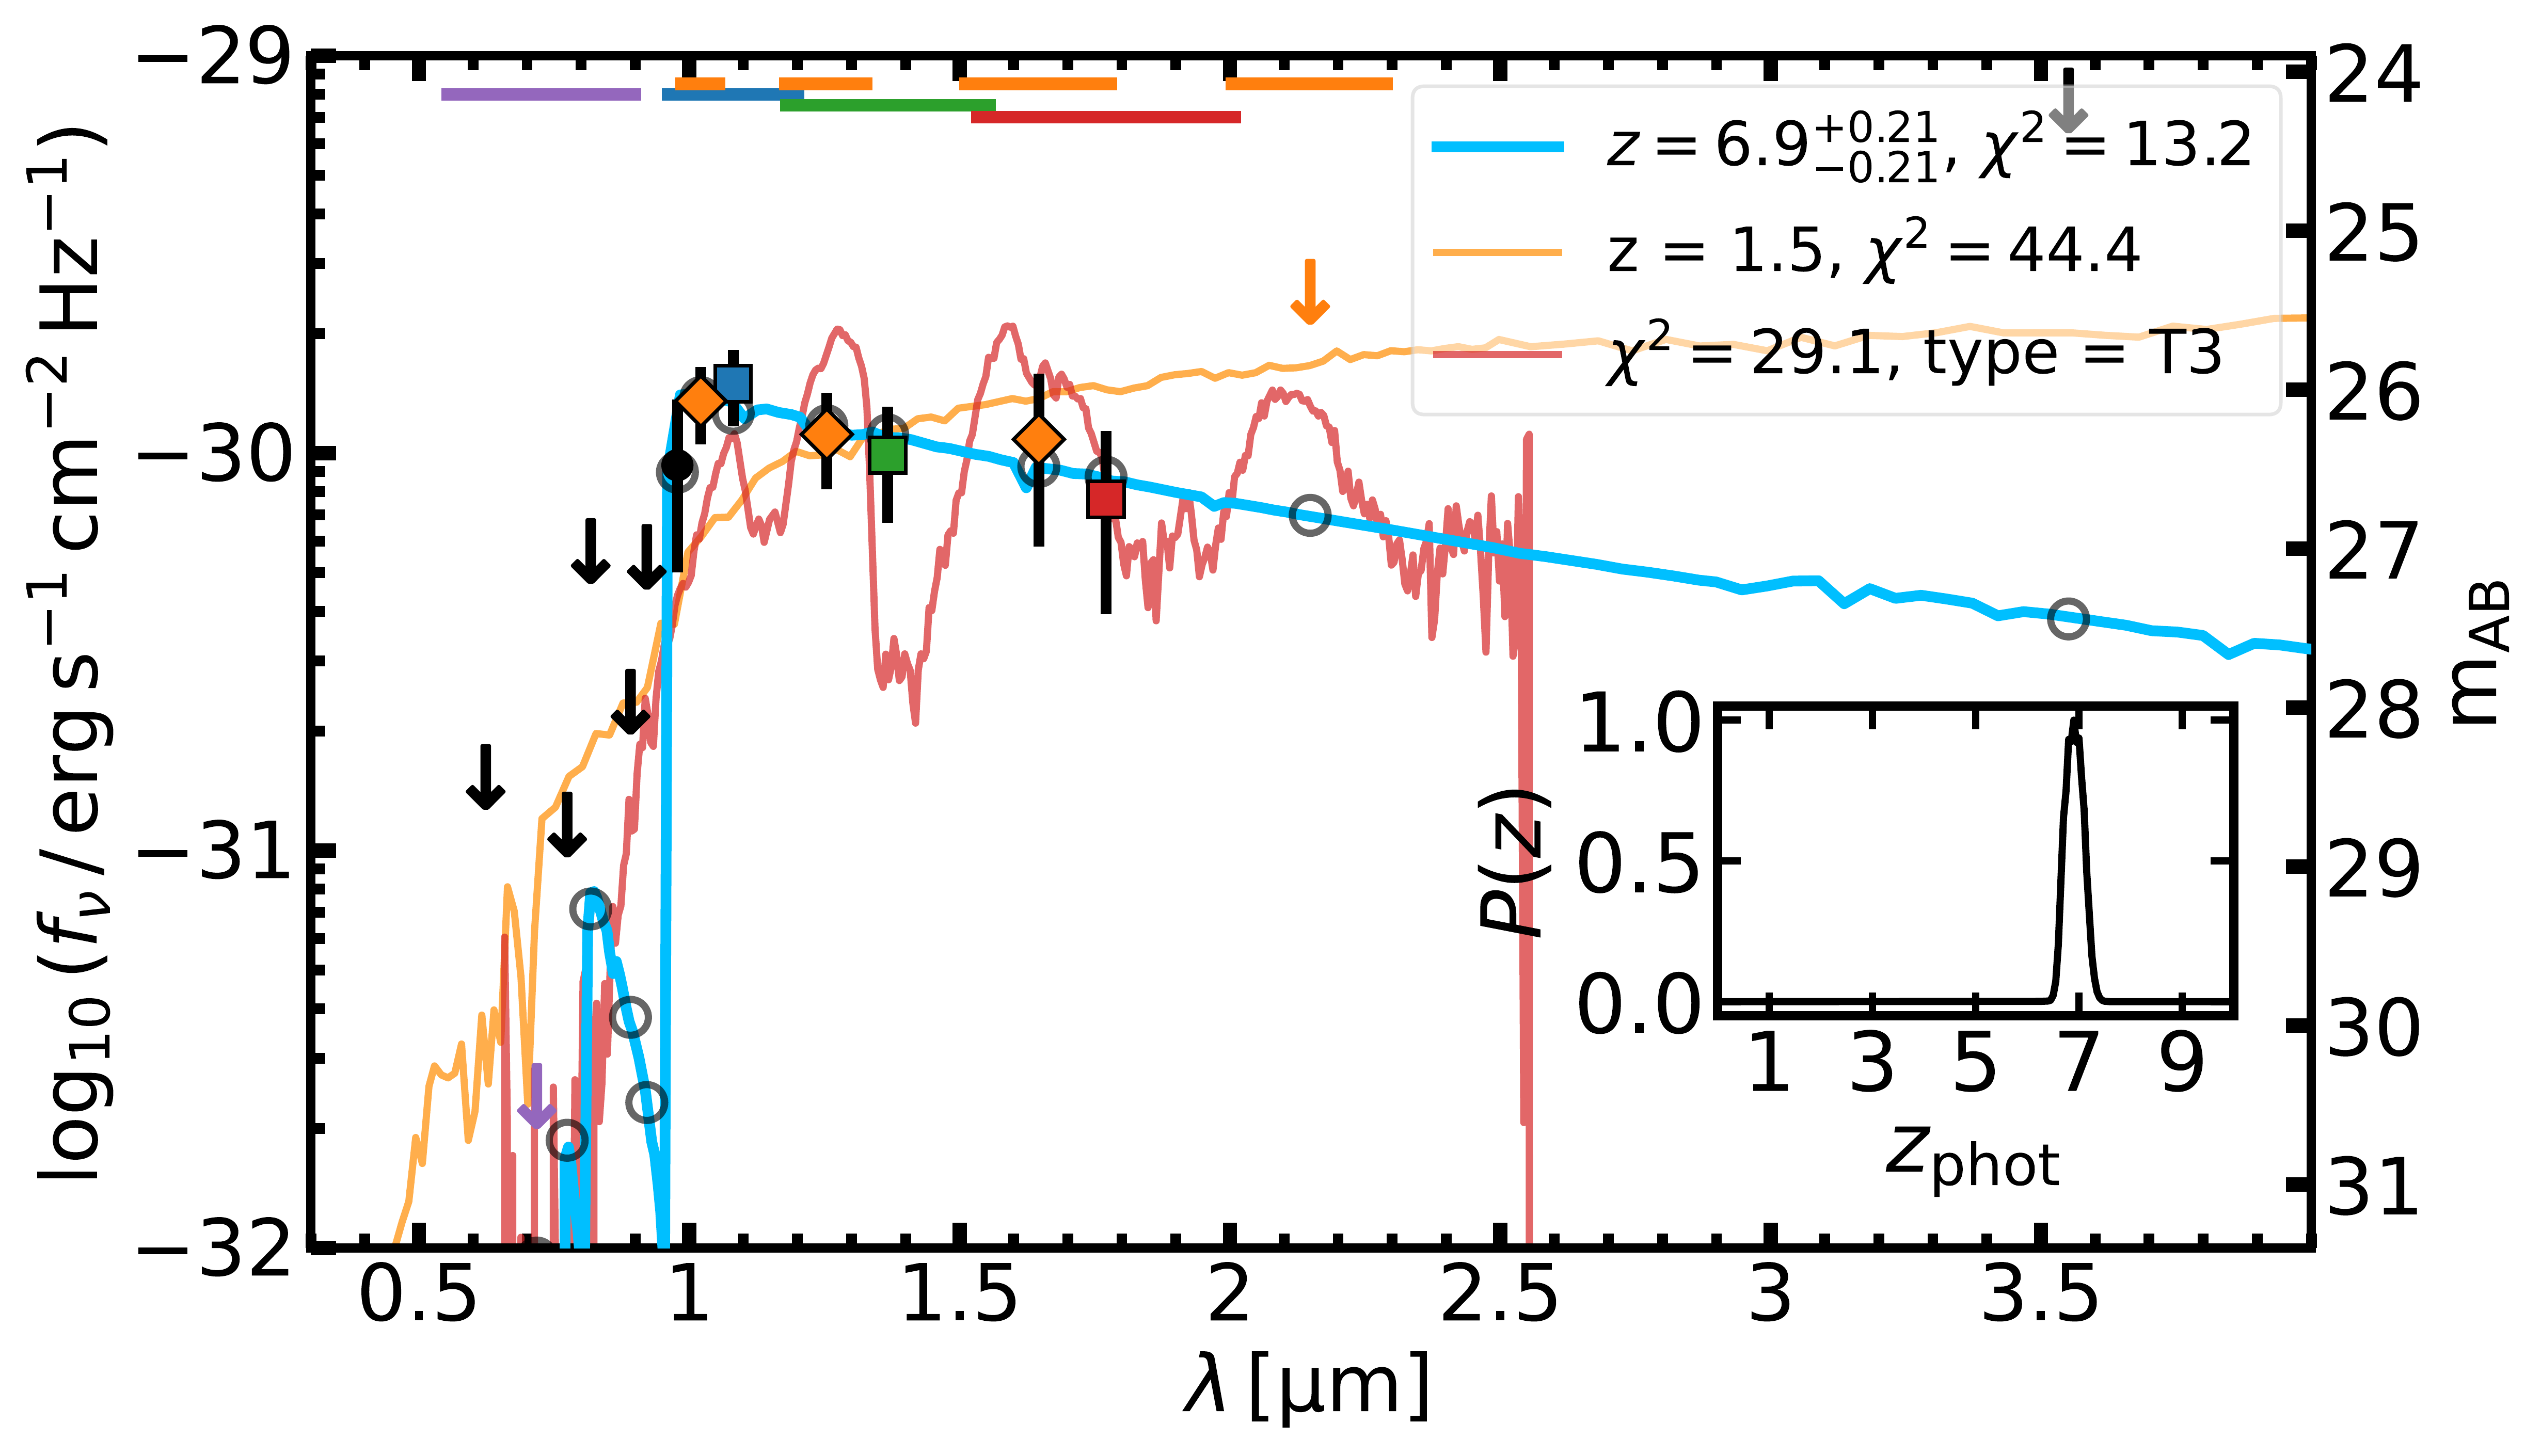 −29
−30
−31
−32
log₁₀ (fν / erg s⁻¹ cm⁻² Hz⁻¹)
z = 6.9⁺⁰·²¹₋₀.₂₁, χ² = 13.2
z = 1.5, χ² = 44.4
χ² = 29.1, type = T3
24
25
26
27
28
29
30
31
mAB
1.0
0.5
0.0
P(z)
1 3 5 7 9
zphot
0.5 1 1.5 2 2.5 3 3.5
λ [µm]